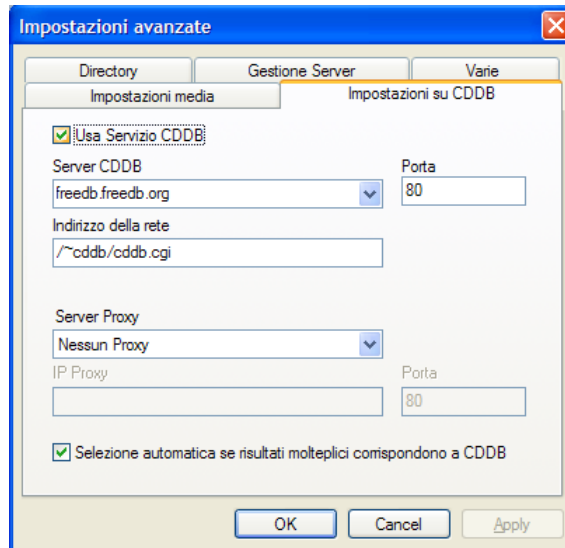 Impostazioni avanzate
Directory Gestione Server Varie
Impostazioni media Impostazioni su CDDB
Usa Servizio CDDB
Server CDDB Porta
freedb.freedb.org 80
Indirizzo della rete
/~cddb/cddb.cgi
Server Proxy
Nessun Proxy
IP Proxy Porta
80
Selezione automatica se risultati molteplici corrispondono a CDDB
OK Cancel Apply